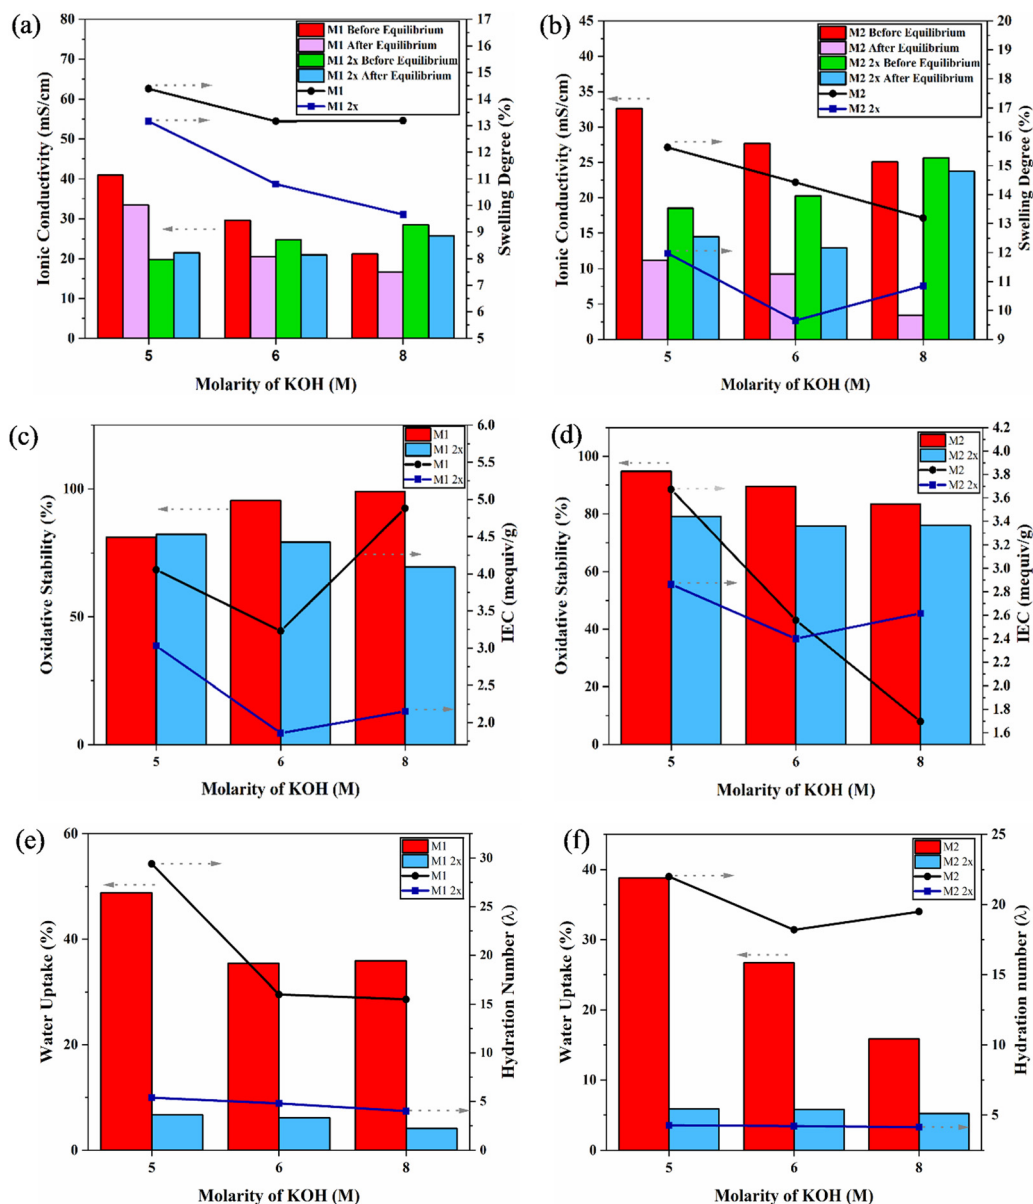 (a)
M1 Before Equilibrium
M1 After Equilibrium
M1 2x Before Equilibrium
M1 2x After Equilibrium
M1
M1 2x
80
70
60
50
40
30
20
10
0
17
16
15
14
13
12
11
10
9
8
7
6
5
Ionic Conductivity (mS/cm)
Swelling Degree (%)
5
6
8
Molarity of KOH (M)
(b)
M2 Before Equilibrium
M2 After Equilibrium
M2 2x Before Equilibrium
M2 2x After Equilibrium
M2
M2 2x
45
40
35
30
25
20
15
10
5
0
20
19
18
17
16
15
14
13
12
11
10
9
Ionic Conductivity (mS/cm)
Swelling Degree (%)
5
6
8
Molarity of KOH (M)
(c)
M1
M1 2x
M1
M1 2x
100
50
0
6.0
5.5
5.0
4.5
4.0
3.5
3.0
2.5
2.0
Oxidative Stability (%)
IEC (mequiv/g)
5
6
8
Molarity of KOH (M)
(d)
M2
M2 2x
M2
M2 2x
100
80
60
40
20
0
4.2
3.9
3.6
3.4
3.1
2.9
2.6
2.4
2.1
1.9
1.6
Oxidative Stability (%)
IEC (mequiv/g)
5
6
8
Molarity of KOH (M)
(e)
M1
M1 2x
M1
M1 2x
60
40
20
0
30
25
20
15
10
5
0
Water Uptake (%)
Hydration Number (λ)
5
6
8
Molarity of KOH (M)
(f)
M2
M2 2x
M2
M2 2x
40
30
20
10
0
25
20
15
10
5
Water Uptake (%)
Hydration number (λ)
5
6
8
Molarity of KOH (M)